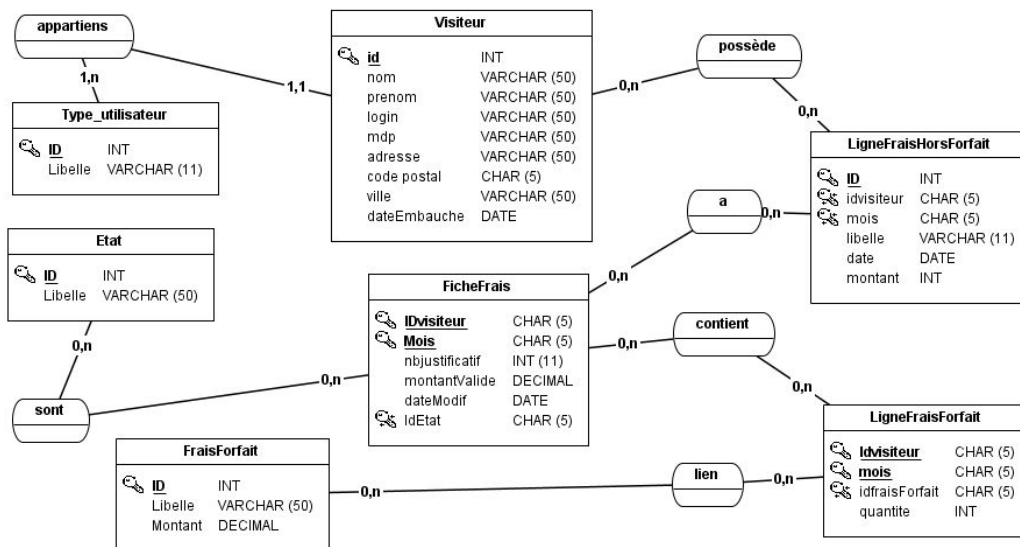 appartiens
1,n
1,1
Type_utilisateur
ID INT
Libelle VARCHAR (11)
Visiteur
id INT
nom VARCHAR (50)
prenom VARCHAR (50)
login VARCHAR (50)
mdp VARCHAR (50)
adresse VARCHAR (50)
code postal CHAR (5)
ville VARCHAR (50)
dateEmbauche DATE
possède
0,n
0,n
LigneFraisHorsForfait
ID INT
idvisiteur CHAR (5)
mois CHAR (5)
libelle VARCHAR (11)
date DATE
montant INT
a
0,n
0,n
Etat
ID INT
Libelle VARCHAR (50)
0,n
sont
0,n
FicheFrais
IDvisiteur CHAR (5)
Mois CHAR (5)
nbjustificatif INT (11)
montantValide DECIMAL
dateModif DATE
IdEtat CHAR (5)
contient
0,n
0,n
LigneFraisForfait
Idvisiteur CHAR (5)
mois CHAR (5)
idfraisForfait CHAR (5)
quantite INT
FraisForfait
ID INT
Libelle VARCHAR (50)
Montant DECIMAL
0,n
lien
0,n